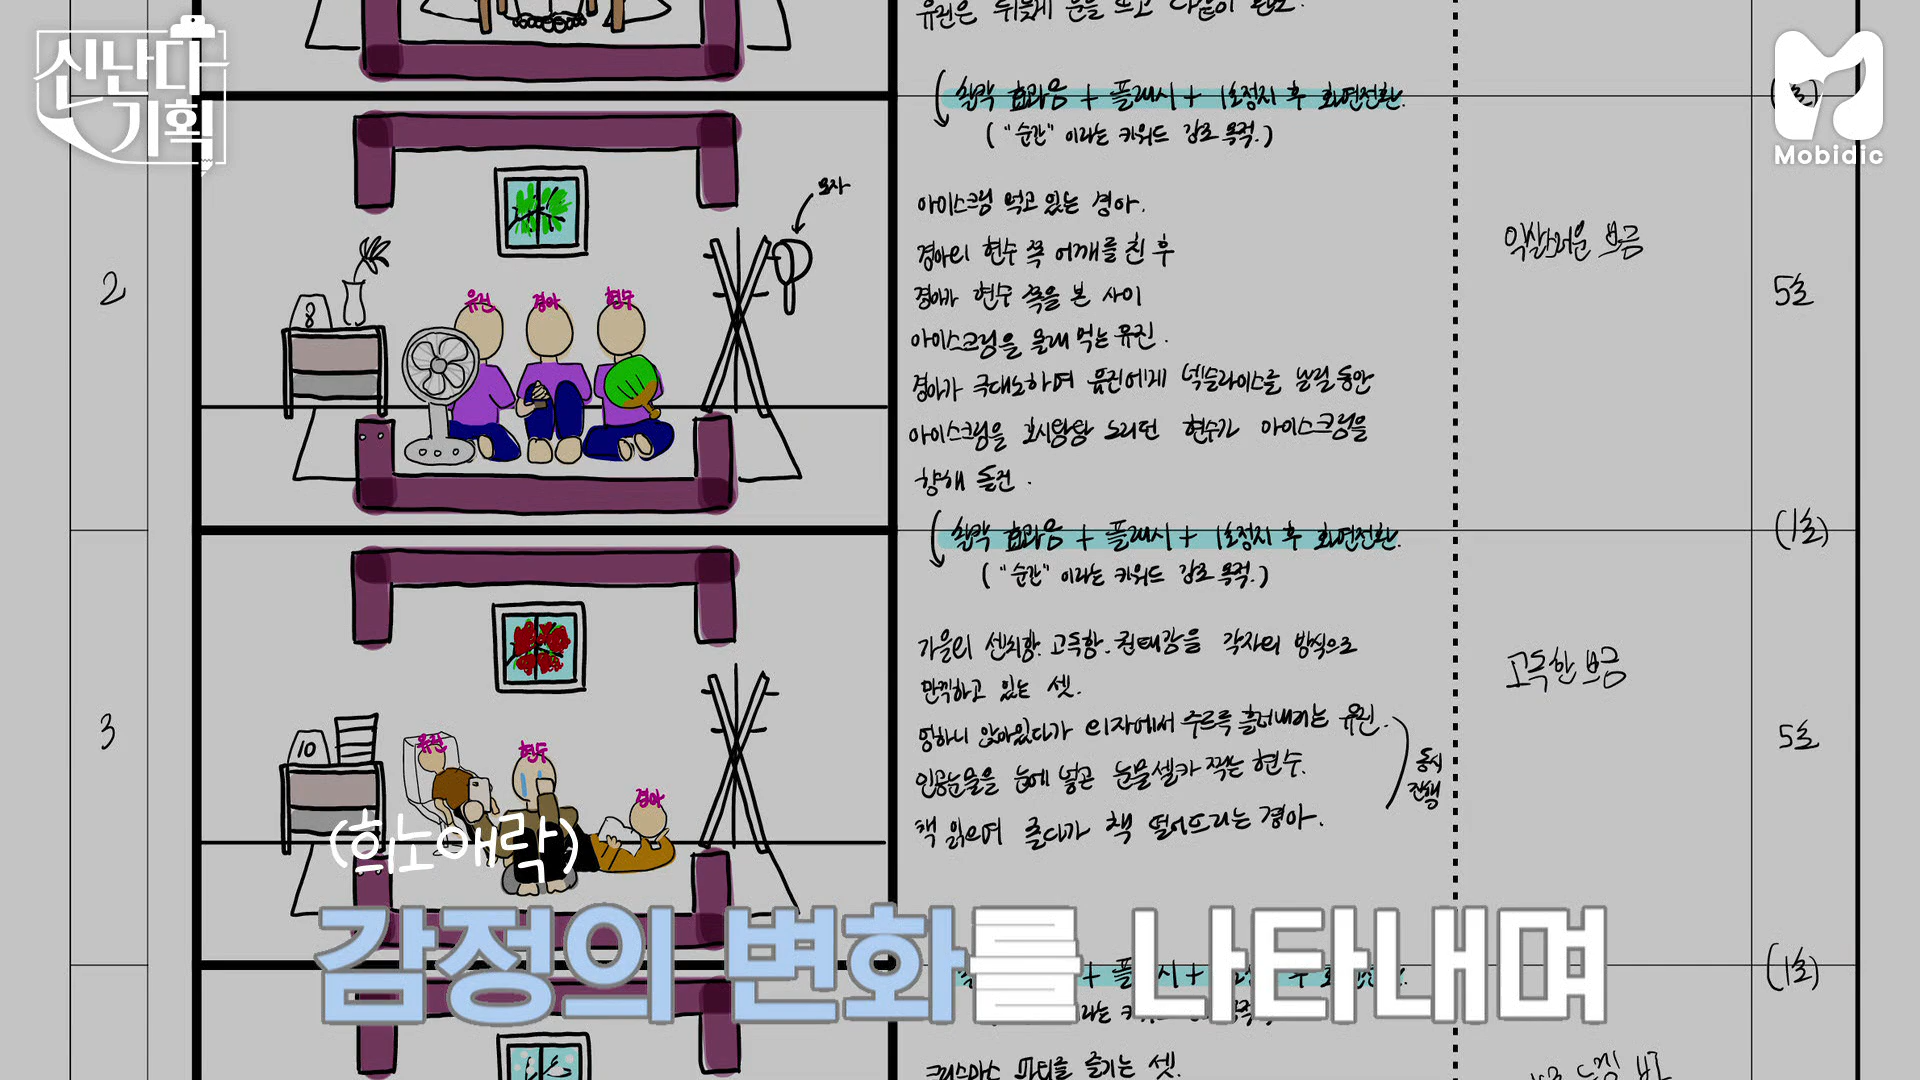 신난다
기획
Mobidic
유진은 뒤늦게 눈을 뜨고
찰칵 효과음 + 플래시 + 1초정지 후 화면전환.
("순간" 이라는 키워드 강조 목적.)
2
모자
8
유진 경아 현수
아이스크림 먹고 있는 경아.
경아의 현수 쪽 어깨를 친 후
경아가 현수 쪽을 본 사이
아이스크림을 몰래 먹는 유진.
경아가 극대노하여 유진에게 넥슬라이스를 날릴 동안
아이스크림을 호시탐탐 노리던 현수가 아이스크림을
향해 돌진.
익살스러운 브금
5초
찰칵 효과음 + 플래시 + 1초정지 후 화면전환.
("순간" 이라는 키워드 강조 목적.)
(1초)
3
10
유진 현수 경아
가을의 센치함. 고독함. 권태감을 각자의 방식으로
만끽하고 있는 셋.
멍하니 앉아있다가 의자에서 주르륵 흘러내리는 유진.
인공눈물을 눈에 넣곤 눈물셀카 찍는 현수.
책 읽으며 졸다가 책 떨어뜨리는 경아.
동시
진행
고독한 브금
5초
(희노애락)
감정의 변화를 나타내며
(1초)
크리스마스 파티를 즐기는 셋.